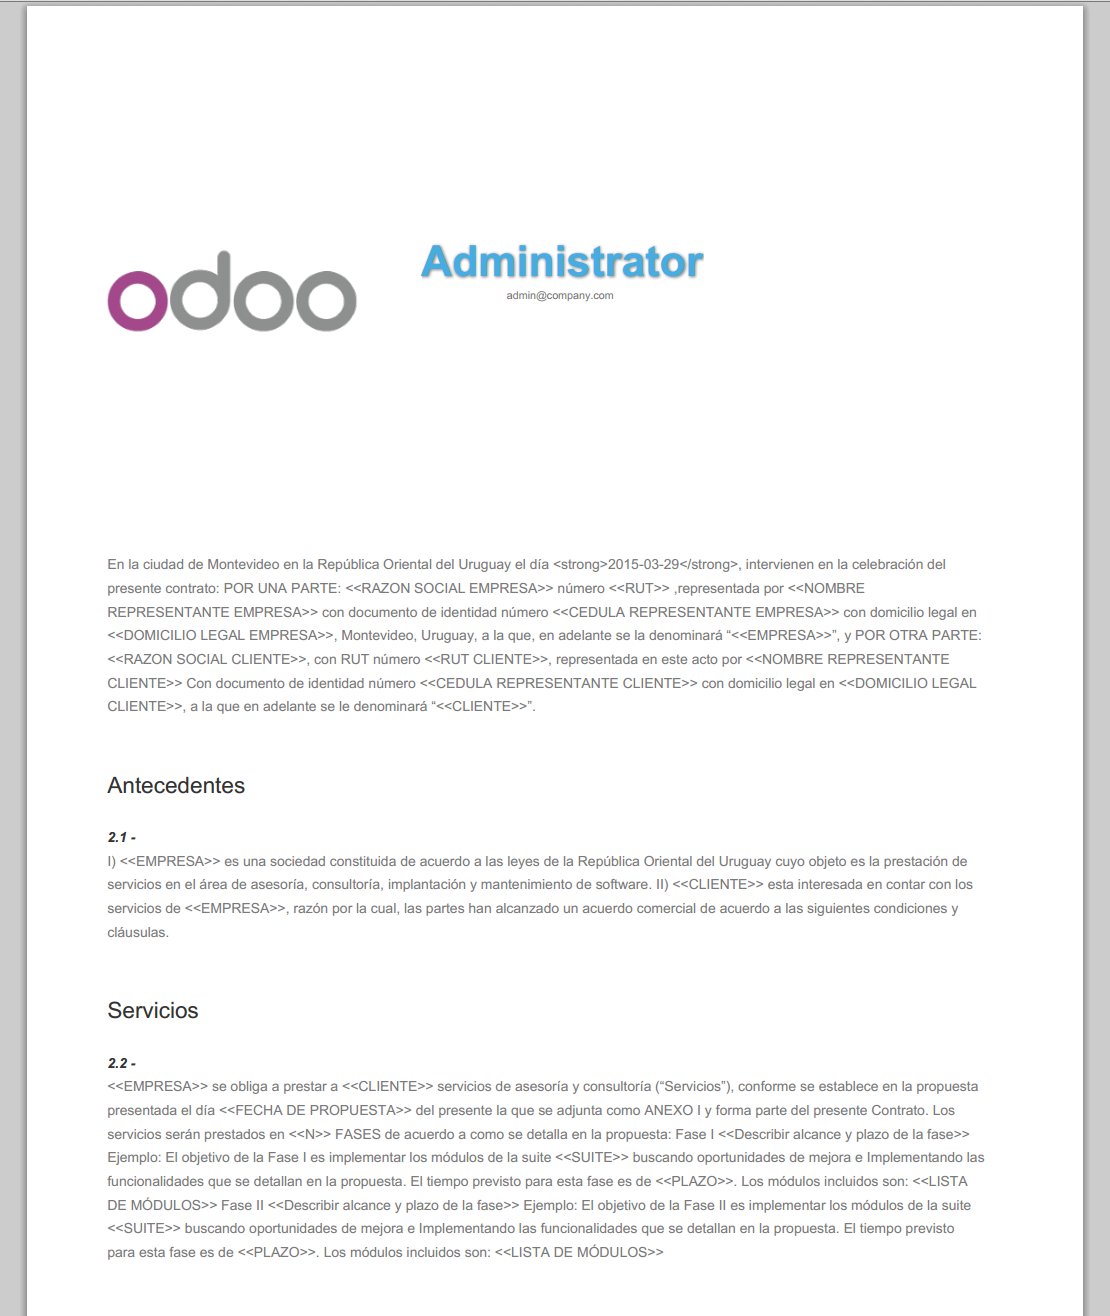 odoo
Administrator
admin@company.com
En la ciudad de Montevideo en la República Oriental del Uruguay el día <strong>2015-03-29</strong>, intervienen en la celebración del
presente contrato: POR UNA PARTE: <<RAZON SOCIAL EMPRESA>> número <<RUT>> ,representada por <<NOMBRE
REPRESENTANTE EMPRESA>> con documento de identidad número <<CEDULA REPRESENTANTE EMPRESA>> con domicilio legal en
<<DOMICILIO LEGAL EMPRESA>>, Montevideo, Uruguay, a la que, en adelante se la denominará “<<EMPRESA>>”, y POR OTRA PARTE:
<<RAZON SOCIAL CLIENTE>>, con RUT número <<RUT CLIENTE>>, representada en este acto por <<NOMBRE REPRESENTANTE
CLIENTE>> Con documento de identidad número <<CEDULA REPRESENTANTE CLIENTE>> con domicilio legal en <<DOMICILIO LEGAL
CLIENTE>>, a la que en adelante se le denominará “<<CLIENTE>>”.
Antecedentes
2.1 -
I) <<EMPRESA>> es una sociedad constituida de acuerdo a las leyes de la República Oriental del Uruguay cuyo objeto es la prestación de
servicios en el área de asesoría, consultoría, implantación y mantenimiento de software. II) <<CLIENTE>> esta interesada en contar con los
servicios de <<EMPRESA>>, razón por la cual, las partes han alcanzado un acuerdo comercial de acuerdo a las siguientes condiciones y
cláusulas.
Servicios
2.2 -
<<EMPRESA>> se obliga a prestar a <<CLIENTE>> servicios de asesoría y consultoría (“Servicios”), conforme se establece en la propuesta
presentada el día <<FECHA DE PROPUESTA>> del presente la que se adjunta como ANEXO I y forma parte del presente Contrato. Los
servicios serán prestados en <<N>> FASES de acuerdo a como se detalla en la propuesta: Fase I <<Describir alcance y plazo de la fase>>
Ejemplo: El objetivo de la Fase I es implementar los módulos de la suite <<SUITE>> buscando oportunidades de mejora e Implementando las
funcionalidades que se detallan en la propuesta. El tiempo previsto para esta fase es de <<PLAZO>>. Los módulos incluidos son: <<LISTA
DE MÓDULOS>> Fase II <<Describir alcance y plazo de la fase>> Ejemplo: El objetivo de la Fase II es implementar los módulos de la suite
<<SUITE>> buscando oportunidades de mejora e Implementando las funcionalidades que se detallan en la propuesta. El tiempo previsto
para esta fase es de <<PLAZO>>. Los módulos incluidos son: <<LISTA DE MÓDULOS>>